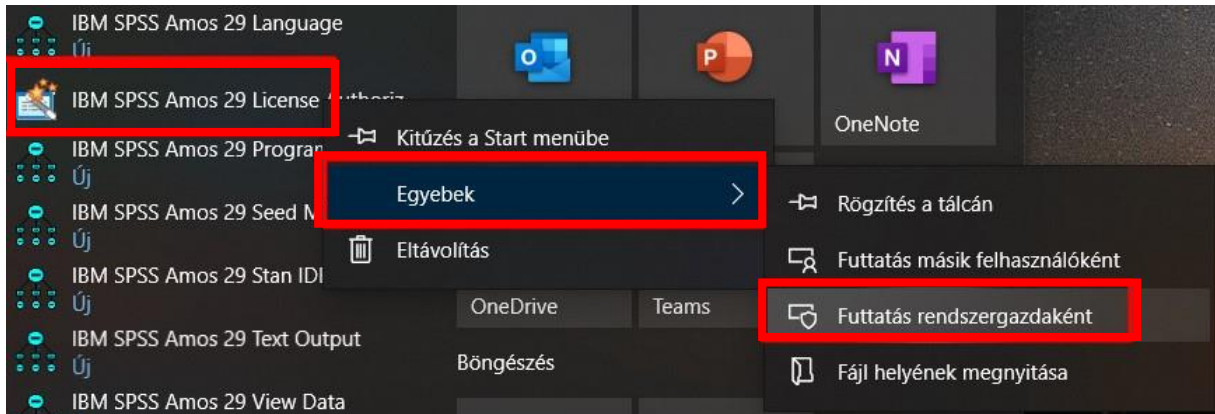 IBM SPSS Amos 29 Language
Új
IBM SPSS Amos 29 License
IBM SPSS Amos 29
Új
IBM SPSS Amos 29 Seed
Új
IBM SPSS Amos 29 Stan
Új
IBM SPSS Amos 29 Text Output
Új
IBM SPSS Amos 29 View Data
Kitűzés a Start menübe
Egyebek
Eltávolítás
O
P
N
OneNote
OneDrive
Teams
Böngészés
Rögzítés a tálcán
Futtatás másik felhasználóként
Futtatás rendszergazdaként
Fájl helyének megnyitása